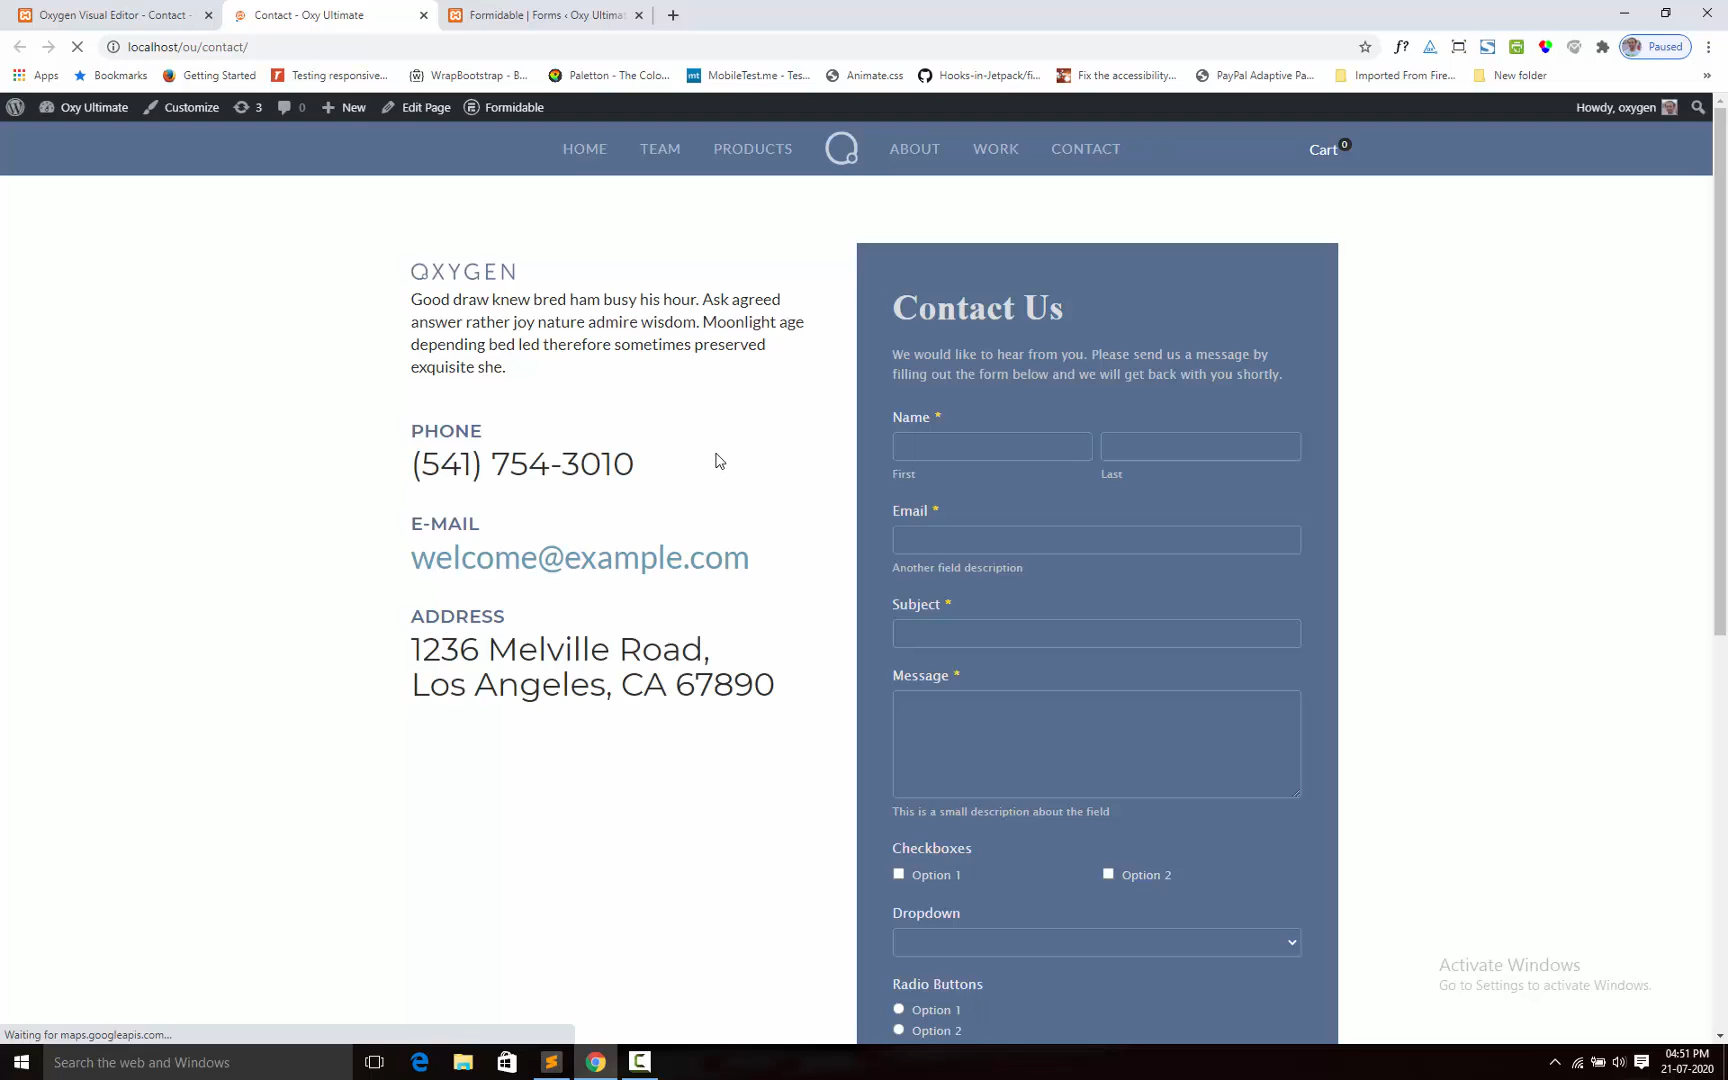 Oxygen Visual Editor - Contact -
Contact - Oxy Ultimate
Formidable | Forms ‹ Oxy Ultimat
localhost/ou/contact/
Paused
Apps
Bookmarks
Getting Started
Testing responsive...
WrapBootstrap - B...
Paletton - The Colo...
MobileTest.me - Tes...
Animate.css
Hooks-in-Jetpack/fi...
Fix the accessibility...
PayPal Adaptive Pa...
Imported From Fire...
New folder
»
Oxy Ultimate
Customize
3
0
New
Edit Page
Formidable
Howdy, oxygen
HOME
TEAM
PRODUCTS
ABOUT
WORK
CONTACT
Cart 0
OXYGEN
Good draw knew bred ham busy his hour. Ask agreed
answer rather joy nature admire wisdom. Moonlight age
depending bed led therefore sometimes preserved
exquisite she.
PHONE
(541) 754-3010
E-MAIL
welcome@example.com
ADDRESS
1236 Melville Road,
Los Angeles, CA 67890
Contact Us
We would like to hear from you. Please send us a message by
filling out the form below and we will get back with you shortly.
Name *
First
Last
Email *
Another field description
Subject *
Message *
This is a small description about the field
Checkboxes
Option 1
Option 2
Dropdown
Radio Buttons
Option 1
Option 2
Activate Windows
Go to Settings to activate Windows.
Waiting for maps.googleapis.com...
Search the web and Windows
04:51 PM
21-07-2020